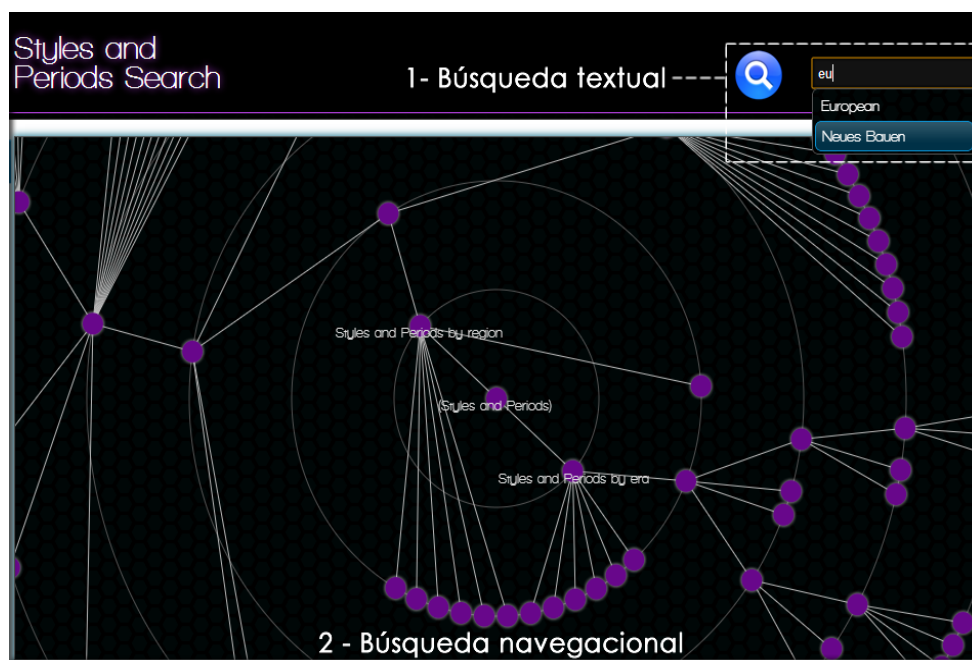 Styles and
Periods Search
1- Búsqueda textual
eu
European
Neues Bauen
Styles and Periods by region
(Styles and Periods)
Styles and Periods by era
2 - Búsqueda navegacional